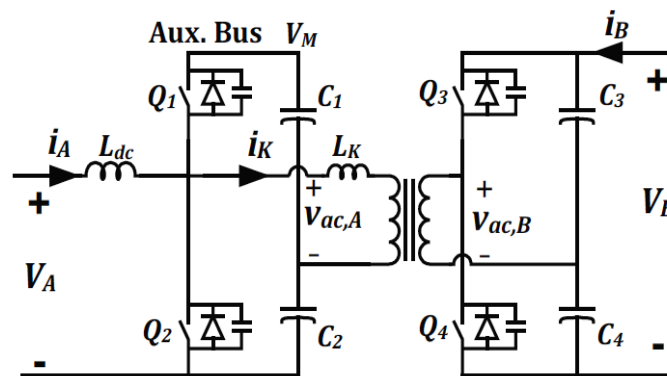 Aux. Bus V_M
i_B
Q_1
C_1
Q_3
C_3
+
i_A
L_dc
i_K
L_K
+
+
+
v_ac,A
v_ac,B
V_A
–
–
Q_2
C_2
Q_4
C_4
-
-